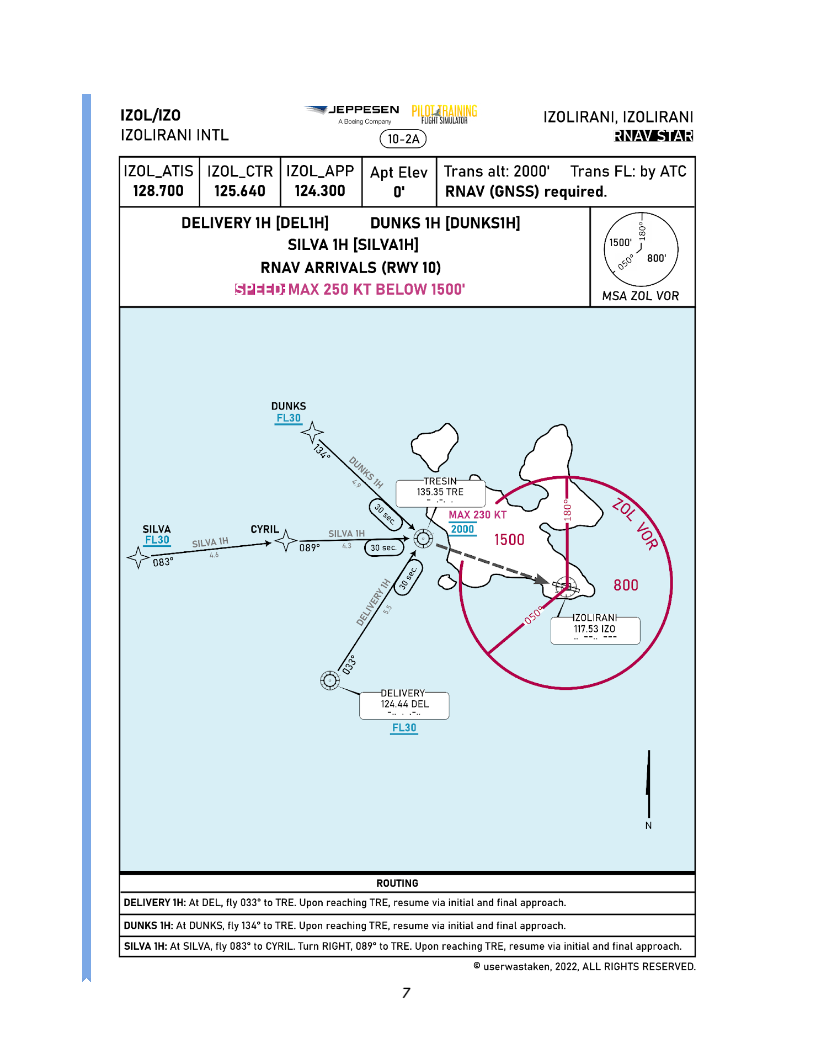 IZOL/IZO
IZOLIRANI INTL
JEPPESEN
A Boeing Company
PILOT TRAINING
FLIGHT SIMULATOR
10-2A
IZOLIRANI, IZOLIRANI
RNAV STAR
IZOL_ATIS
128.700
IZOL_CTR
125.640
IZOL_APP
124.300
Apt Elev
0'
Trans alt: 2000' Trans FL: by ATC
RNAV (GNSS) required.
DELIVERY 1H [DEL1H] DUNKS 1H [DUNKS1H]
SILVA 1H [SILVA1H]
RNAV ARRIVALS (RWY 10)
SPEED: MAX 250 KT BELOW 1500'
180°
1500'
050°
800'
MSA ZOL VOR
DUNKS
FL30
134°
DUNKS 1H
4.9
30 sec.
TRESIN
135.35 TRE
MAX 230 KT
2000
1500
180°
ZOL VOR
SILVA
FL30
083°
SILVA 1H
4.6
CYRIL
089°
SILVA 1H
4.3
30 sec.
30 sec.
DELIVERY 1H
5.5
033°
800
050°
IZOLIRANI
117.53 IZO
DELIVERY
124.44 DEL
FL30
N
ROUTING
DELIVERY 1H: At DEL, fly 033° to TRE. Upon reaching TRE, resume via initial and final approach.
DUNKS 1H: At DUNKS, fly 134° to TRE. Upon reaching TRE, resume via initial and final approach.
SILVA 1H: At SILVA, fly 083° to CYRIL. Turn RIGHT, 089° to TRE. Upon reaching TRE, resume via initial and final approach.
© userwastaken, 2022, ALL RIGHTS RESERVED.
7